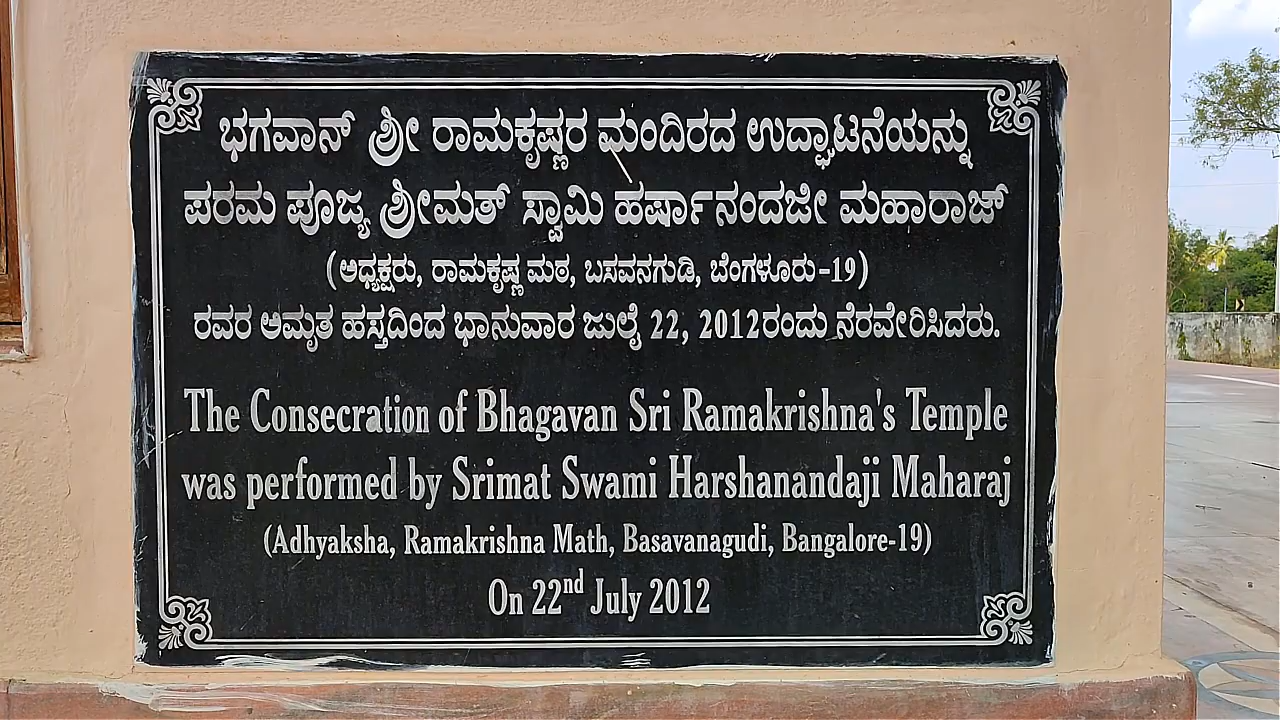 ಭಗವಾನ್ ಶ್ರೀ ರಾಮಕೃಷ್ಣರ ಮಂದಿರದ ಉದ್ಘಾಟನೆಯನ್ನು
ಪರಮ ಪೂಜ್ಯ ಶ್ರೀಮತ್ ಸ್ವಾಮಿ ಹರ್ಷಾನಂದಜೀ ಮಹಾರಾಜ್
(ಅಧ್ಯಕ್ಷರು, ರಾಮಕೃಷ್ಣ ಮಠ, ಬಸವನಗುಡಿ, ಬೆಂಗಳೂರು-19)
ರವರ ಅಮೃತ ಹಸ್ತದಿಂದ ಭಾನುವಾರ ಜುಲೈ 22, 2012ರಂದು ನೆರವೇರಿಸಿದರು.
The Consecration of Bhagavan Sri Ramakrishna's Temple
was performed by Srimat Swami Harshanandaji Maharaj
(Adhyaksha, Ramakrishna Math, Basavanagudi, Bangalore-19)
On 22nd July 2012